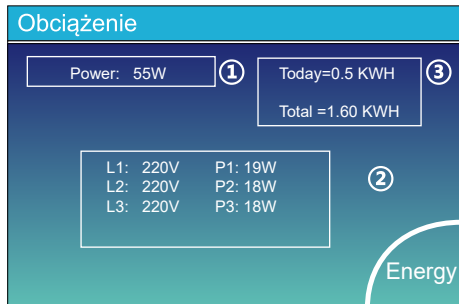 Obciążenie
Power: 55W
①
Today=0.5 KWH
③
Total =1.60 KWH
L1: 220V P1: 19W
L2: 220V P2: 18W
②
L3: 220V P3: 18W
Energy